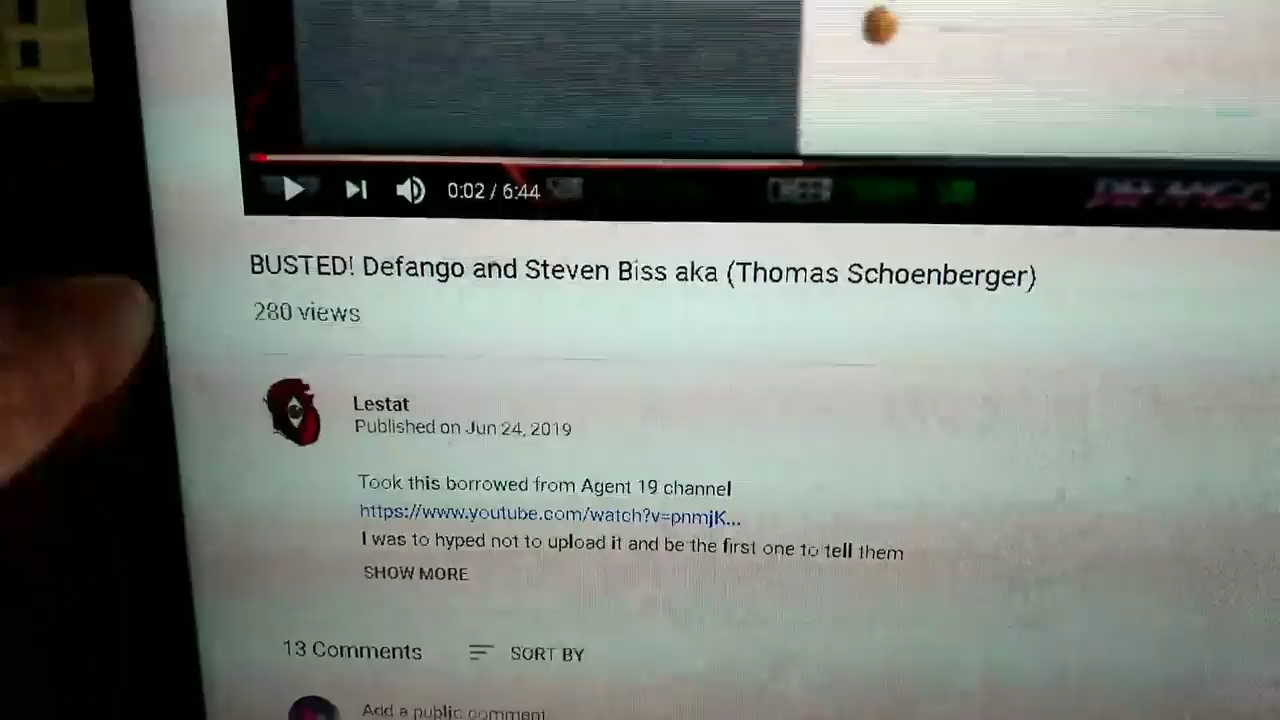 0:02 / 6:44
BUSTED! Defango and Steven Biss aka (Thomas Schoenberger)
280 views
Lestat
Published on Jun 24, 2019
Took this borrowed from Agent 19 channel
https://www.youtube.com/watch?v=pnmjK...
I was to hyped not to upload it and be the first one to tell them
SHOW MORE
13 Comments SORT BY
Add a public comment